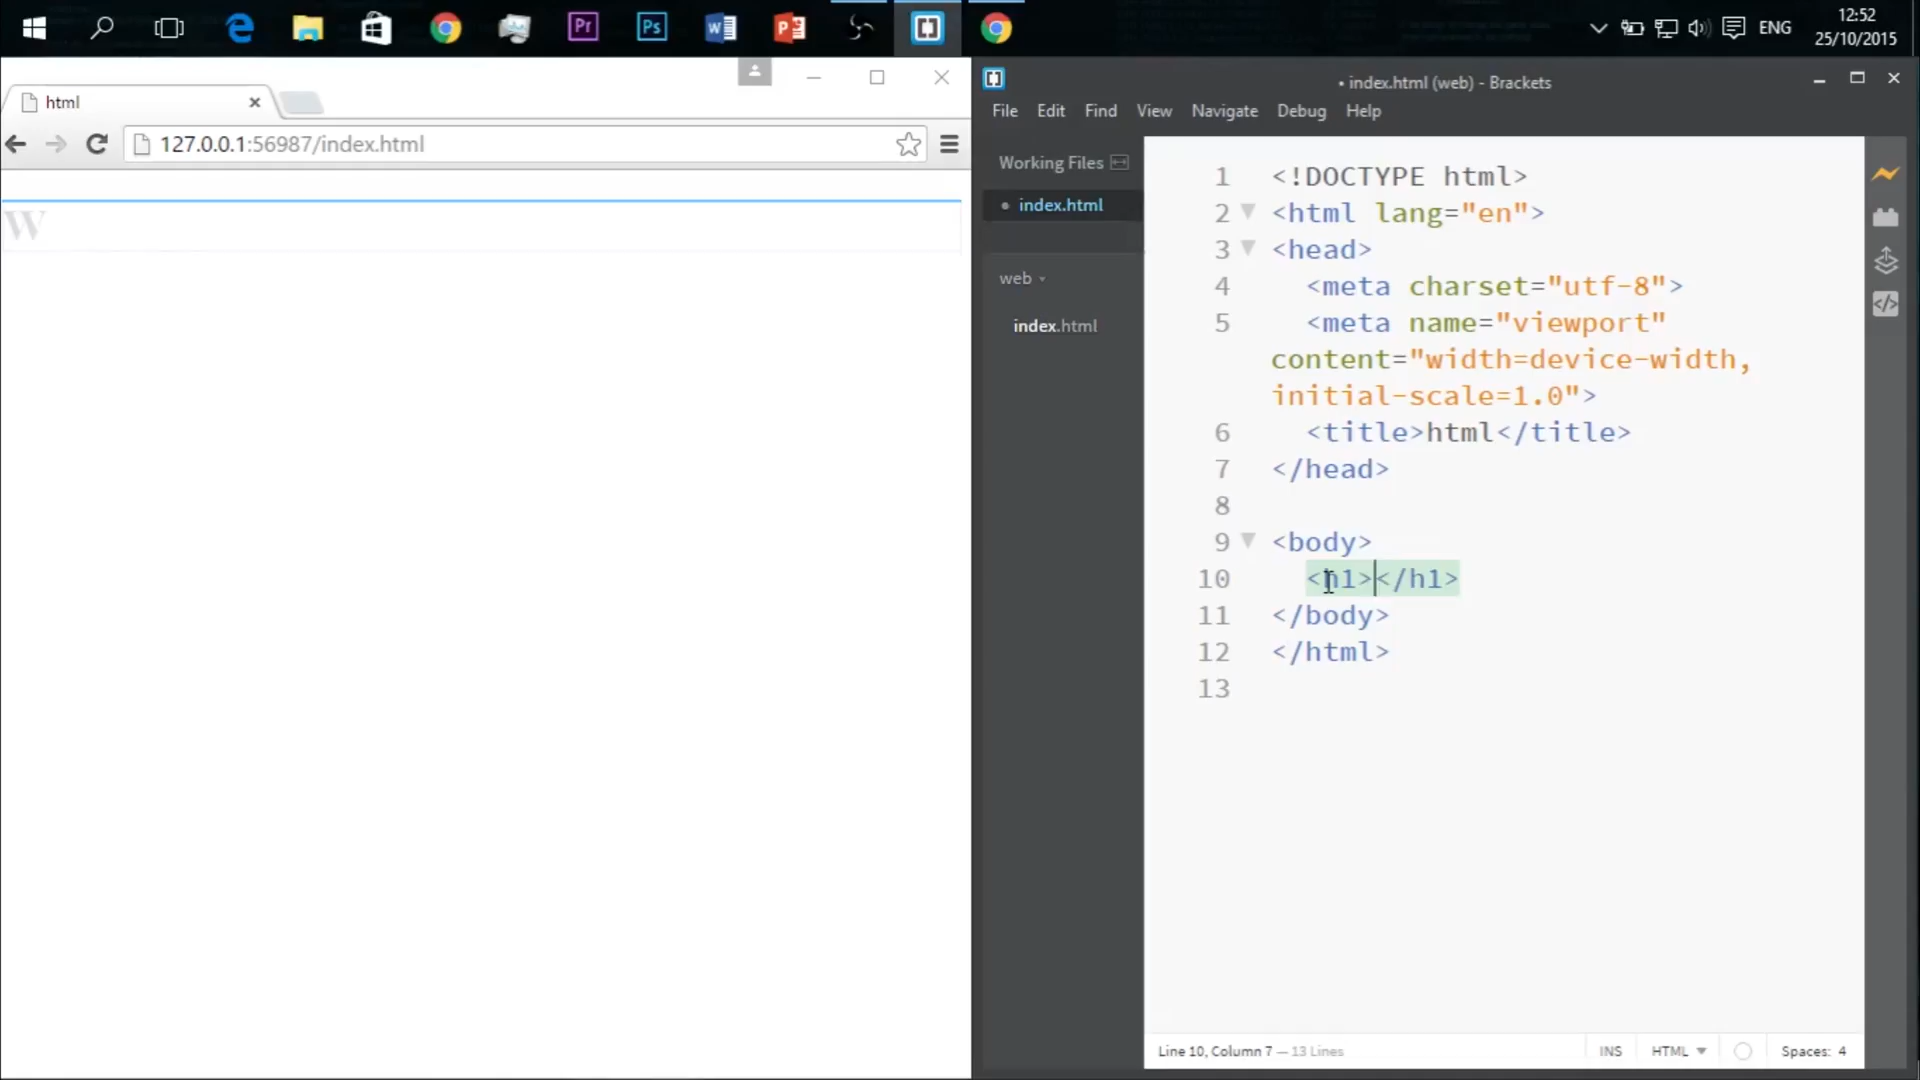 Pr
Ps
ENG
12:52
25/10/2015
html
127.0.0.1:56987/index.html
W
• index.html (web) - Brackets
File Edit Find View Navigate Debug Help
Working Files
• index.html
web
index.html
1 <!DOCTYPE html>
2 <html lang="en">
3 <head>
4 <meta charset="utf-8">
5 <meta name="viewport"
content="width=device-width,
initial-scale=1.0">
6 <title>html</title>
7 </head>
8
9 <body>
10 <h1></h1>
11 </body>
12 </html>
13
Line 10, Column 7 — 13 Lines INS HTML Spaces: 4